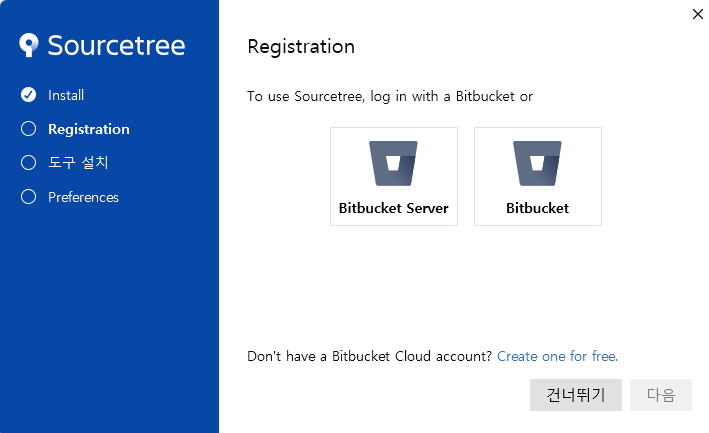 Sourcetree
Install
Registration
도구 설치
Preferences
Registration
To use Sourcetree, log in with a Bitbucket or
Bitbucket Server
Bitbucket
Don't have a Bitbucket Cloud account? Create one for free.
건너뛰기
다음